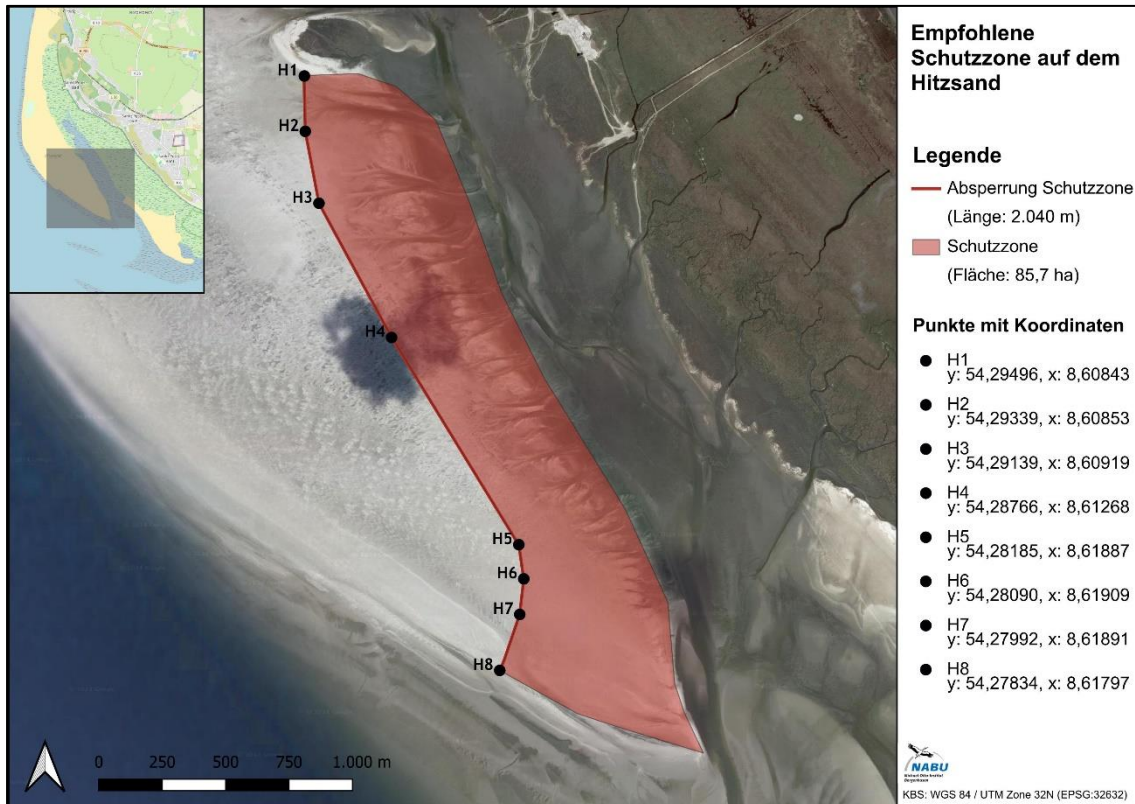 Empfohlene
Schutzzone auf dem
Hitzsand
Legende
Absperrung Schutzzone
(Länge: 2.040 m)
Schutzzone
(Fläche: 85,7 ha)
Punkte mit Koordinaten
H1
y: 54,29496, x: 8,60843
H2
y: 54,29339, x: 8,60853
H3
y: 54,29139, x: 8,60919
H4
y: 54,28766, x: 8,61268
H5
y: 54,28185, x: 8,61887
H6
y: 54,28090, x: 8,61909
H7
y: 54,27992, x: 8,61891
H8
y: 54,27834, x: 8,61797
NABU
KBS: WGS 84 / UTM Zone 32N (EPSG:32632)
H1
H2
H3
H4
H5
H6
H7
H8
0 250 500 750 1.000 m